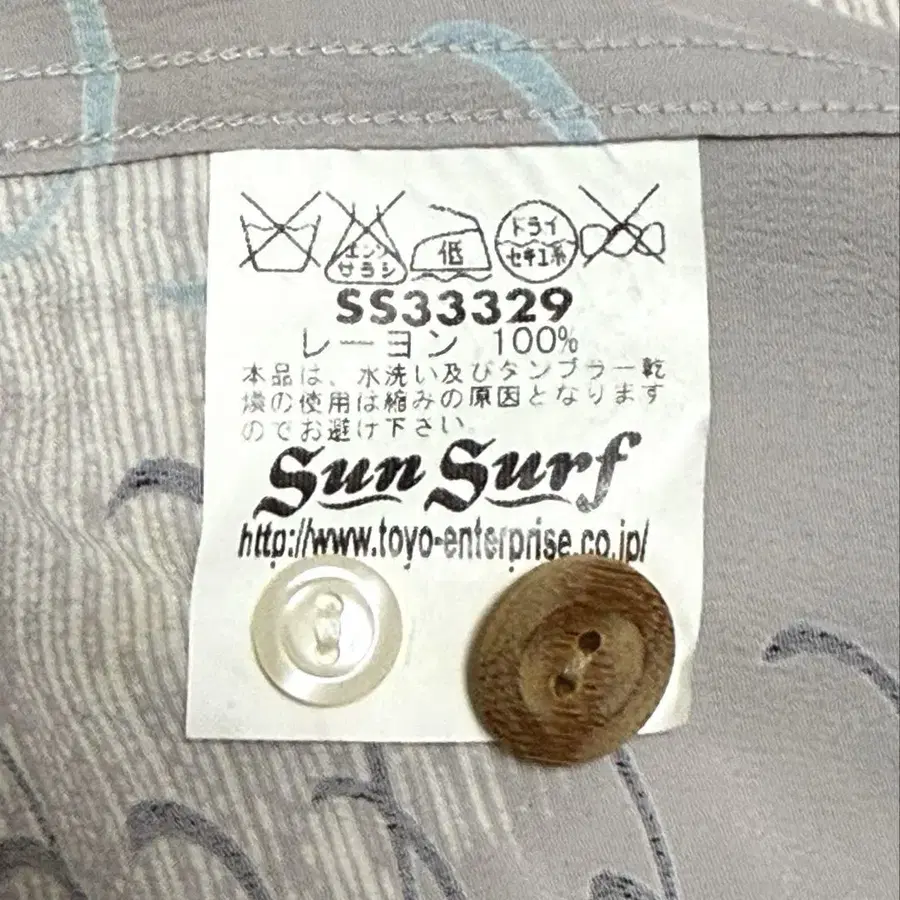 エンソ
サラシ
低
ドライ
セキユ系
SS33329
レーヨン 100%
本品は、水洗い及びタンブラー乾
燥の使用は縮みの原因となります
のでお避け下さい。
Sun Surf
http://www.toyo-enterprise.co.jp/